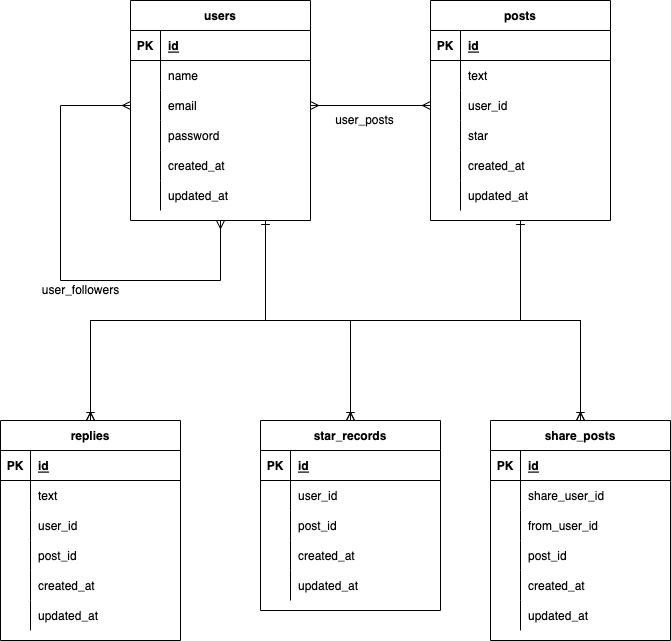 users
PK id
name
email
password
created_at
updated_at
posts
PK id
text
user_id
star
created_at
updated_at
user_posts
user_followers
replies
PK id
text
user_id
post_id
created_at
updated_at
star_records
PK id
user_id
post_id
created_at
updated_at
share_posts
PK id
share_user_id
from_user_id
post_id
created_at
updated_at